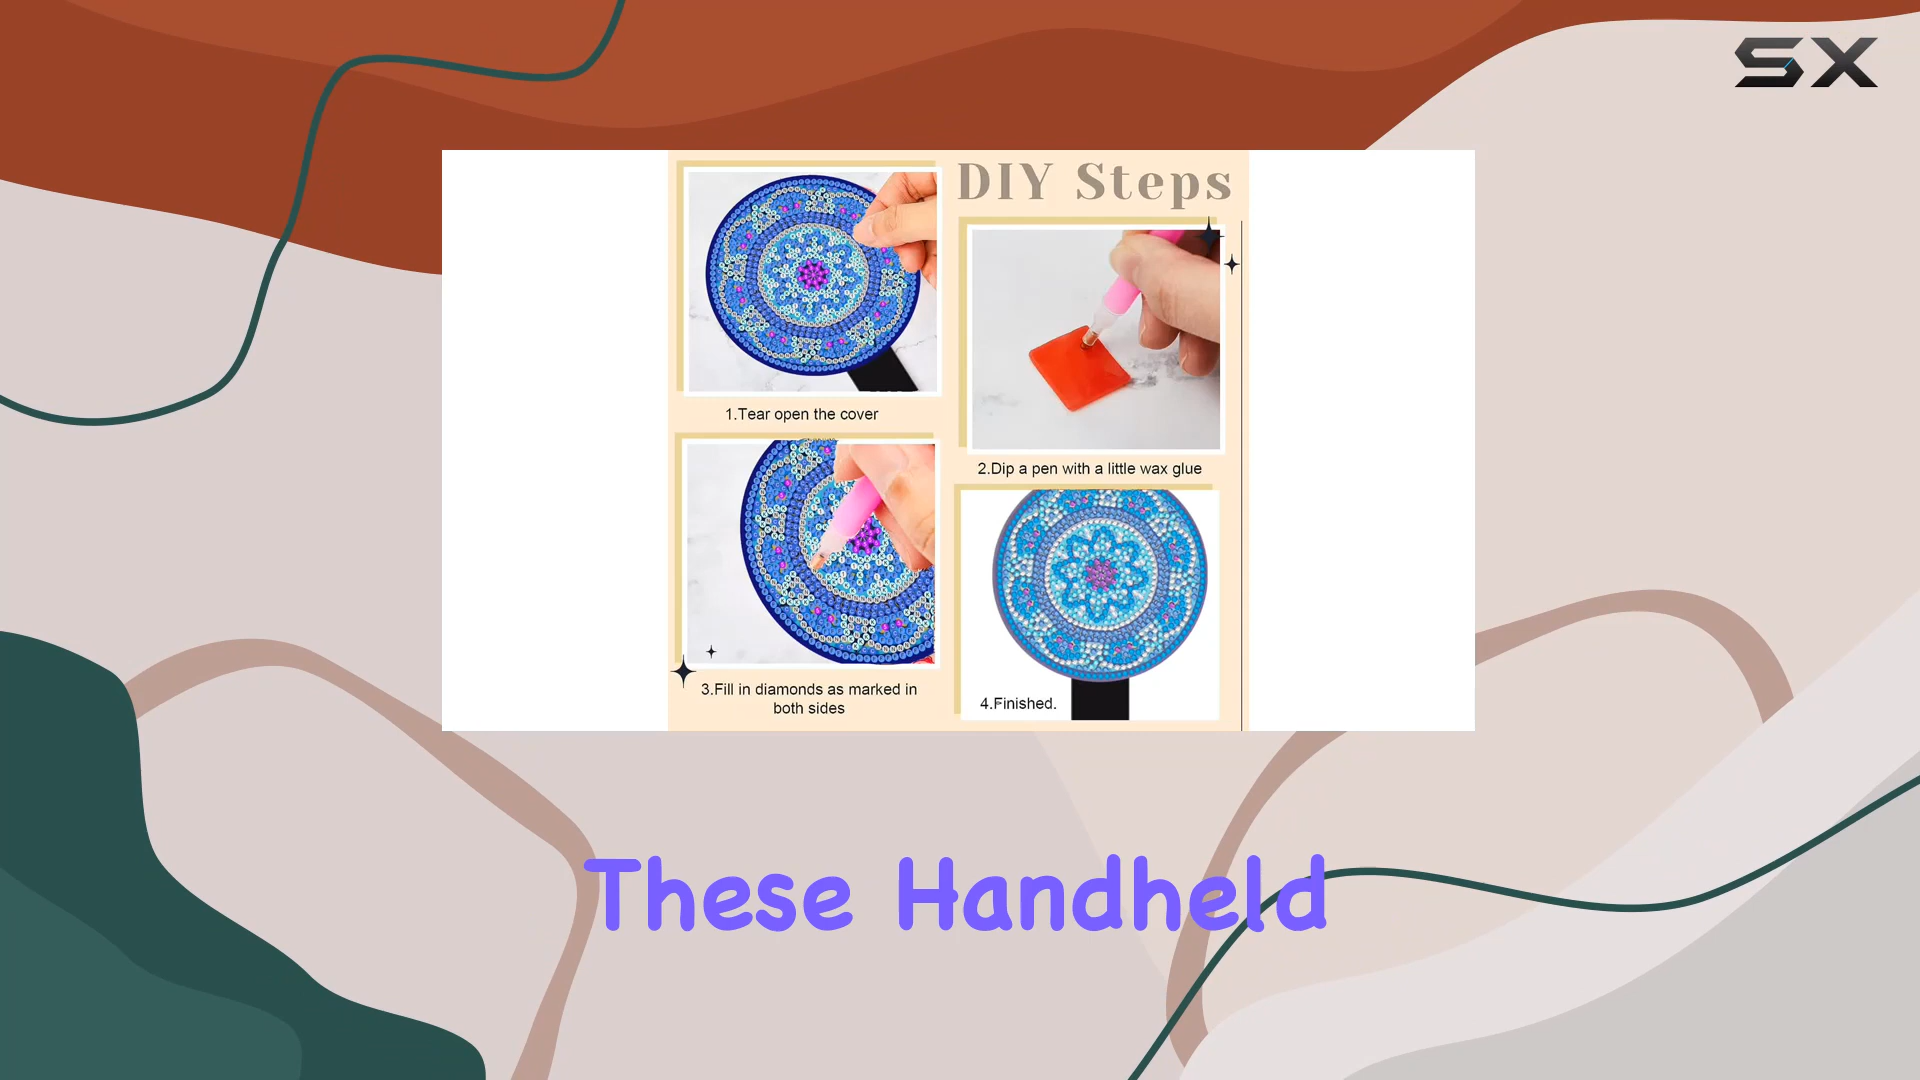 SX
DIY Steps
1.Tear open the cover
2.Dip a pen with a little wax glue
3.Fill in diamonds as marked in
both sides
4.Finished.
These Handheld